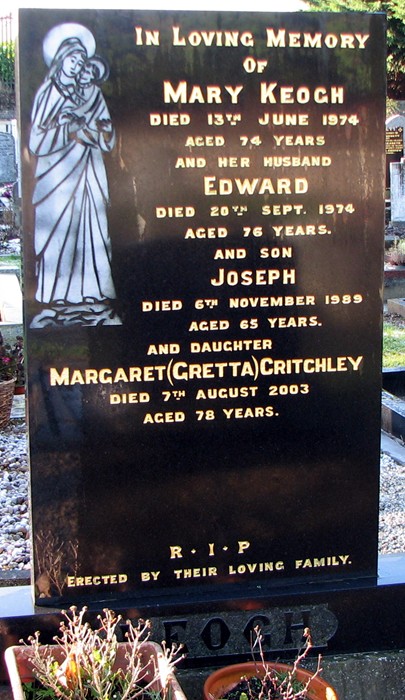 In Loving Memory
of
Mary Keogh
died 13th June 1974
aged 74 years
and her husband
Edward
died 20th Sept. 1974
aged 76 years.
and son
Joseph
died 6th November 1989
aged 65 years.
and daughter
Margaret (Gretta) Critchley
died 7th August 2003
aged 78 years.
R · I · P
Erected by their loving family.
KEOGH